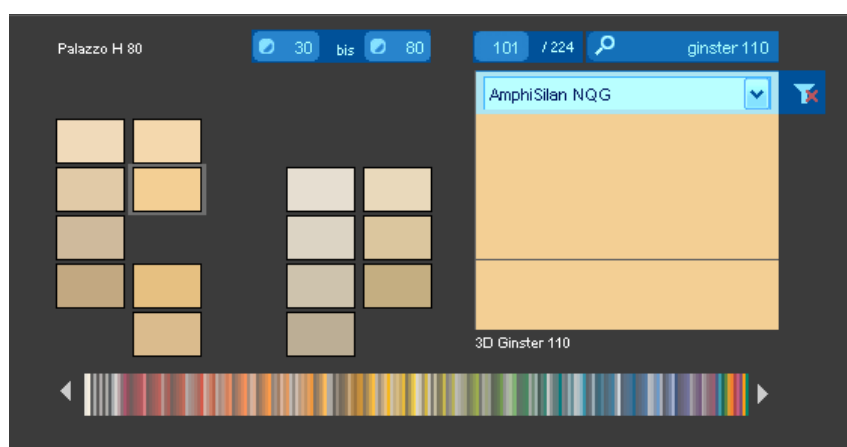 Palazzo H 80
30 bis 80
101 / 224
ginster 110
AmphiSilan NQG
3D Ginster 110